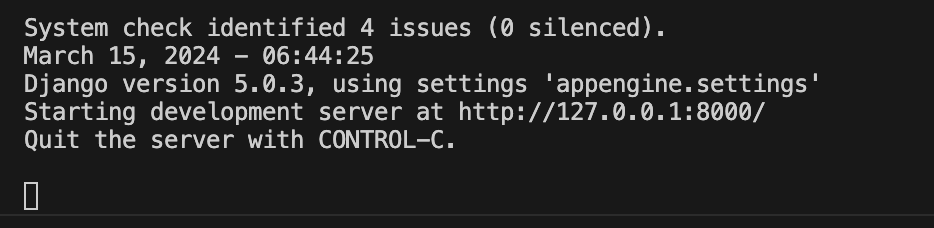 System check identified 4 issues (0 silenced).
March 15, 2024 - 06:44:25
Django version 5.0.3, using settings 'appengine.settings'
Starting development server at http://127.0.0.1:8000/
Quit the server with CONTROL-C.